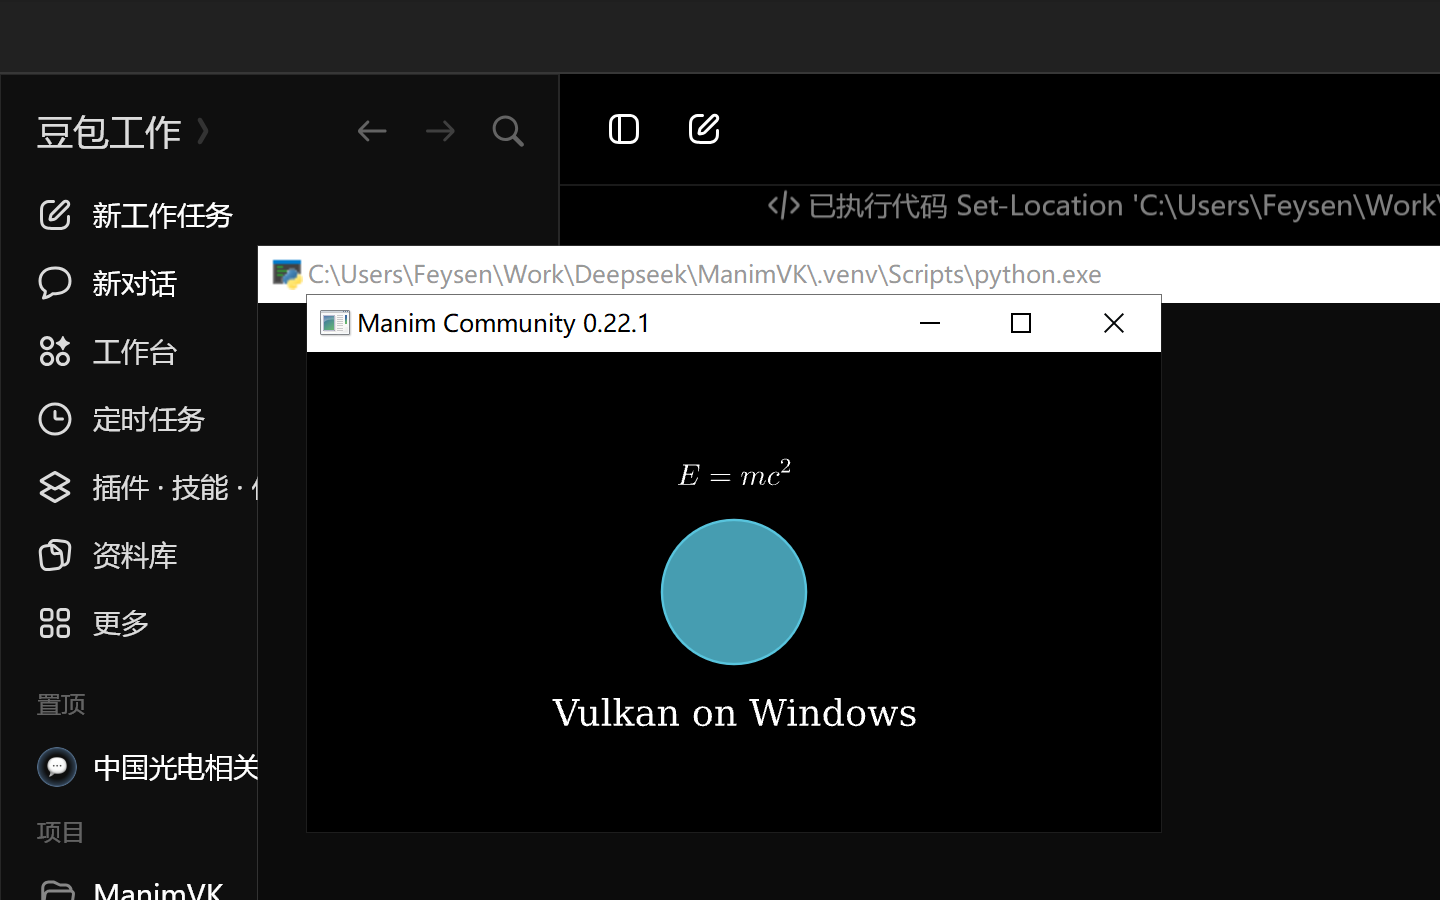 豆包工作
新工作任务
新对话
工作台
定时任务
插件 · 技能 ·
资料库
更多
置顶
中国光电相关
项目
ManimVK
已执行代码 Set-Location 'C:\Users\Feysen\Work\
C:\Users\Feysen\Work\Deepseek\ManimVK\.venv\Scripts\python.exe
Manim Community 0.22.1
E = mc²
Vulkan on Windows